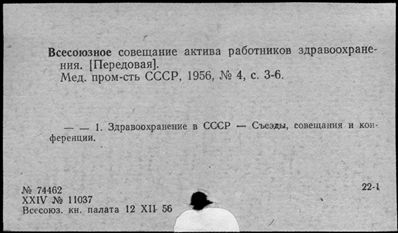 Всесоюзное совещание актива работников здравоохране-
ния. [Передовая].
Мед. пром-сть СССР, 1956, № 4, с. 3-6.
— — 1. Здравоохранение в СССР — Съезды, совещания и кон-
ференции.
№ 74462
22-1
XXIV № 11037
Всесоюз. кн. палата 12 XII 56